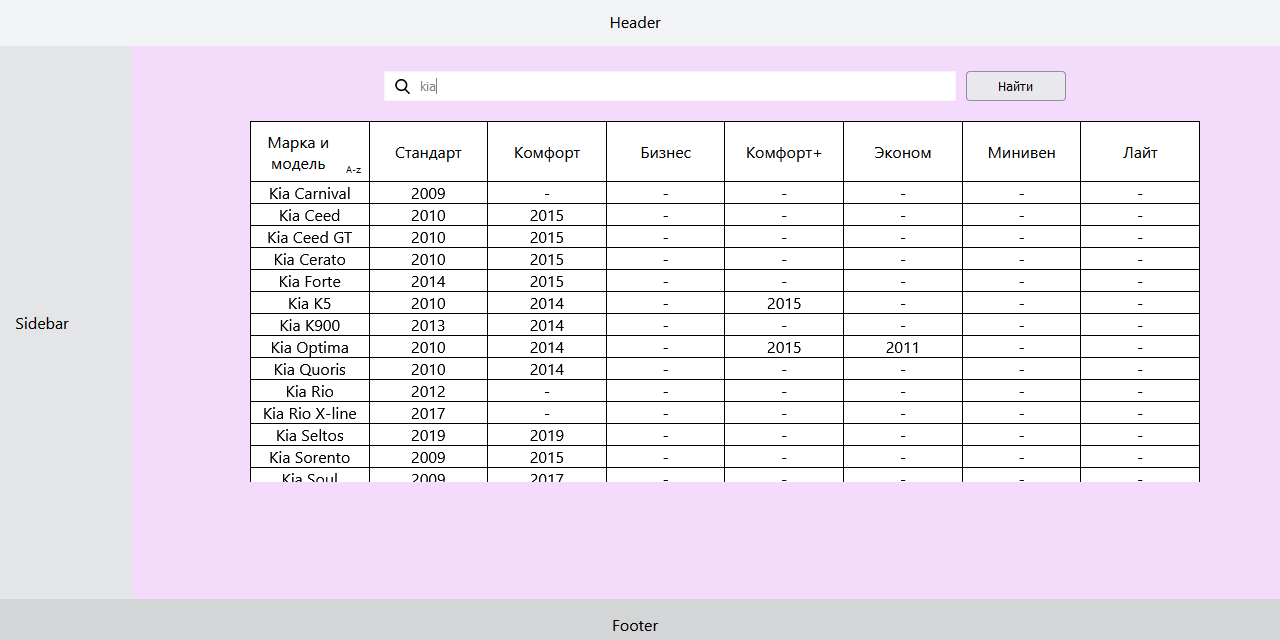 Header
kia
Найти
Марка и
модель
A-z
Стандарт Комфорт Бизнес Комфорт+ Эконом Минивен Лайт
Kia Carnival 2009 - - - - - -
Kia Ceed 2010 2015 - - - - -
Kia Ceed GT 2010 2015 - - - - -
Kia Cerato 2010 2015 - - - - -
Kia Forte 2014 2015 - - - - -
Kia K5 2010 2014 - 2015 - - -
Kia K900 2013 2014 - - - - -
Sidebar
Kia Optima 2010 2014 - 2015 2011 - -
Kia Quoris 2010 2014 - - - - -
Kia Rio 2012 - - - - - -
Kia Rio X-line 2017 - - - - - -
Kia Seltos 2019 2019 - - - - -
Kia Sorento 2009 2015 - - - - -
Kia Soul 2009 2017 - - - - -
Footer